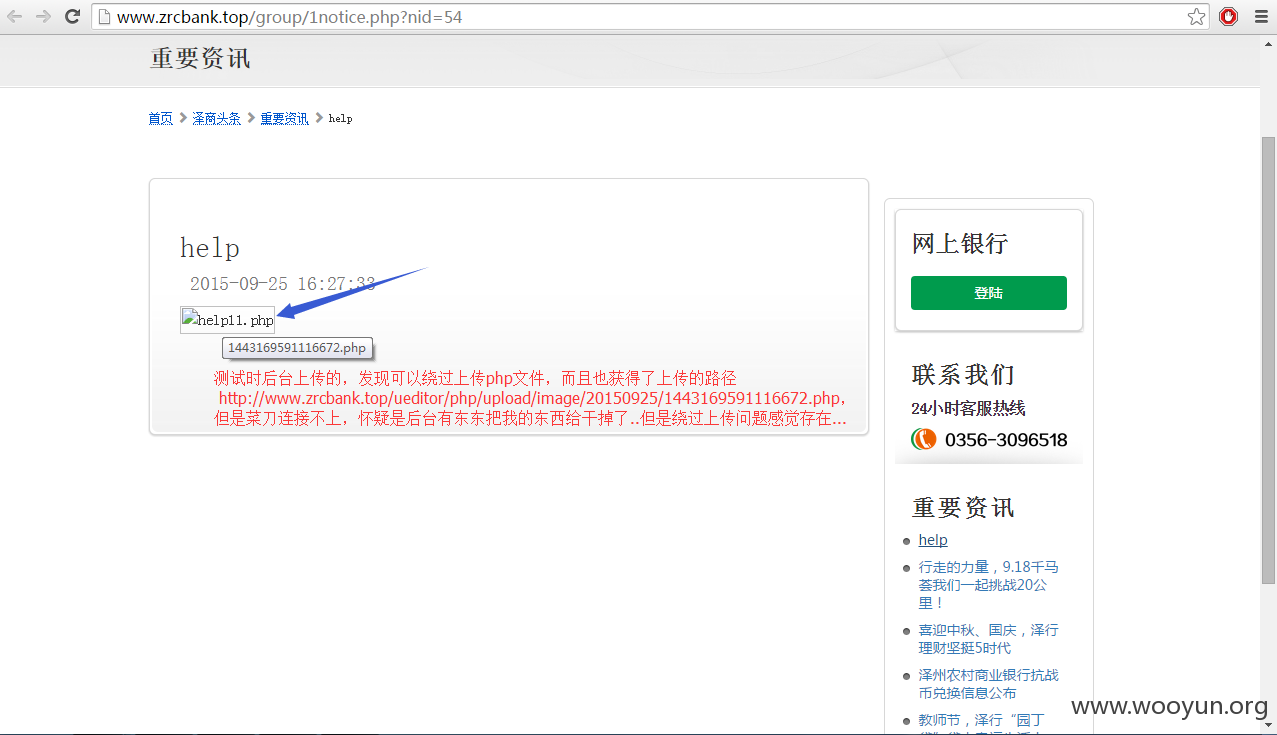 www.zrcbank.top/group/1notice.php?nid=54
重要资讯
首页 > 泽商头条 > 重要资讯 > help
help
2015-09-25 16:27:33
help11.php
1443169591116672.php
测试时后台上传的，发现可以绕过上传php文件，而且也获得了上传的路径
http://www.zrcbank.top/ueditor/php/upload/image/20150925/1443169591116672.php，
但是菜刀连接不上，怀疑是后台有东东把我的东西给干掉了..但是绕过上传问题感觉存在...
网上银行
登陆
联系我们
24小时客服热线
0356-3096518
重要资讯
help
行走的力量，9.18千马
荟我们一起挑战20公
里！
喜迎中秋、国庆，泽行
理财坚挺5时代
泽州农村商业银行抗战
币兑换信息公布
教师节，泽行“园丁
www.wooyun.org